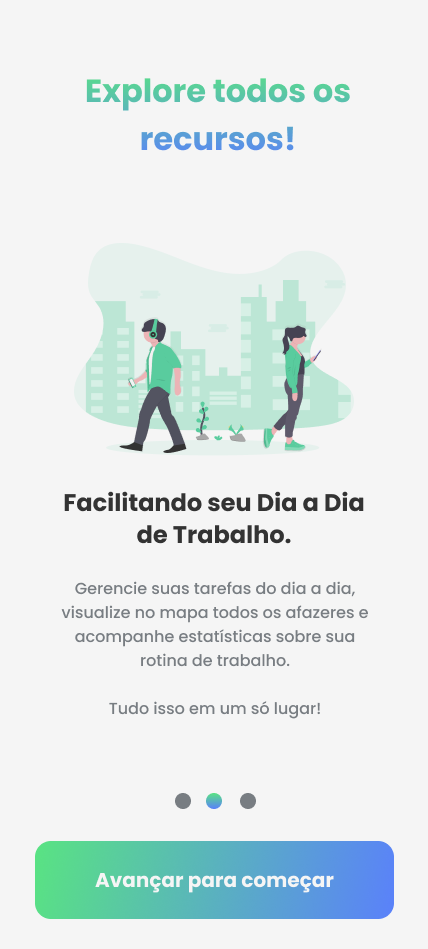 Explore todos os
recursos!
Facilitando seu Dia a Dia
de Trabalho.
Gerencie suas tarefas do dia a dia,
visualize no mapa todos os afazeres e
acompanhe estatísticas sobre sua
rotina de trabalho.
Tudo isso em um só lugar!
Avançar para começar